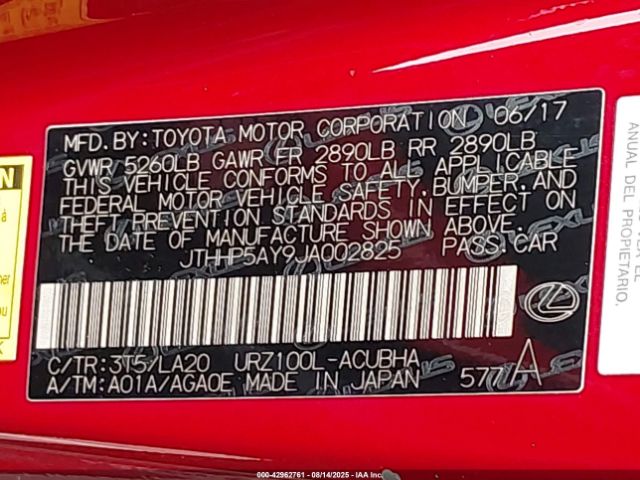 MFD. BY: TOYOTA MOTOR CORPORATION 06/17
GVWR 5260LB GAWR FR 2890LB RR 2890LB
THIS VEHICLE CONFORMS TO ALL APPLICABLE
FEDERAL MOTOR VEHICLE SAFETY, BUMPER, AND
THEFT PREVENTION STANDARDS IN EFFECT ON
THE DATE OF MANUFACTURE SHOWN ABOVE.
JTHHP5AY9JA002825 PASS. CAR
C/TR: 3T5/LA20 URZ100L-ACUBHA
A/TM: A01A/AGA0E MADE IN JAPAN 577 A
MANUAL
DEL PROPIETARIO.
000-42962761 - 08/14/2025 - IAA Inc.